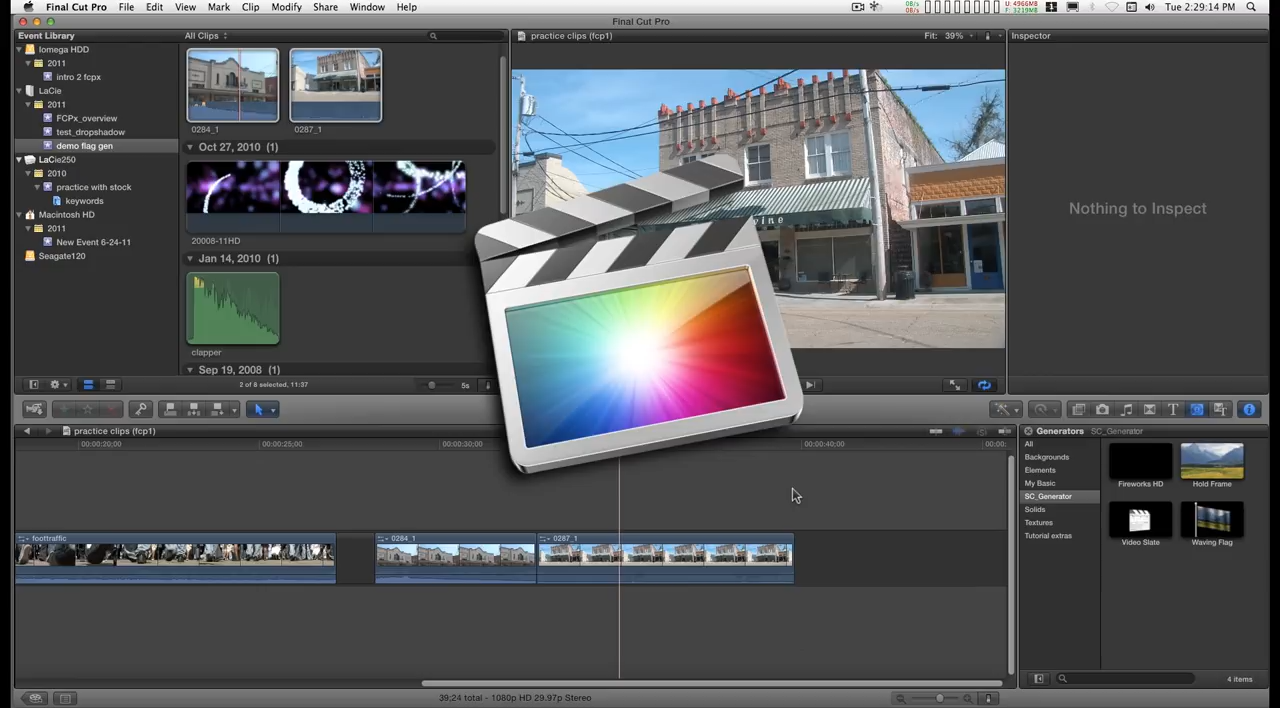 Final Cut Pro File Edit View Mark Clip Modify Share Window Help Tue 2:29:14 PM
Final Cut Pro
Event Library All Clips practice clips (fcp1) Fit: 39% Inspector
Iomega HDD
2011
intro 2 fcpx
LaCie
2011
FCPx_overview
test_dropshadow
demo flag gen
LaCie250
2010
practice with stock
keywords
Macintosh HD
2011
New Event 6-24-11
Seagate120
0284_1 0287_1
Oct 27, 2010 (1)
20008-11HD
Jan 14, 2010 (1)
clapper
Sep 19, 2008 (1)
2 of 8 selected, 11:37 5s
vine
Nothing to Inspect
practice clips (fcp1)
00:00:20;00 00:00:25;00 00:00:30;00 00:00:40;00 00:00:
footraffic 0284_1 0287_1
Generators SC_Generator
All
Backgrounds
Elements
My Basic
SC_Generator
Solids
Textures
Tutorial extras
Fireworks HD Hold Frame
Video Slate Waving Flag
39;24 total - 1080p HD 29.97p Stereo
4 items